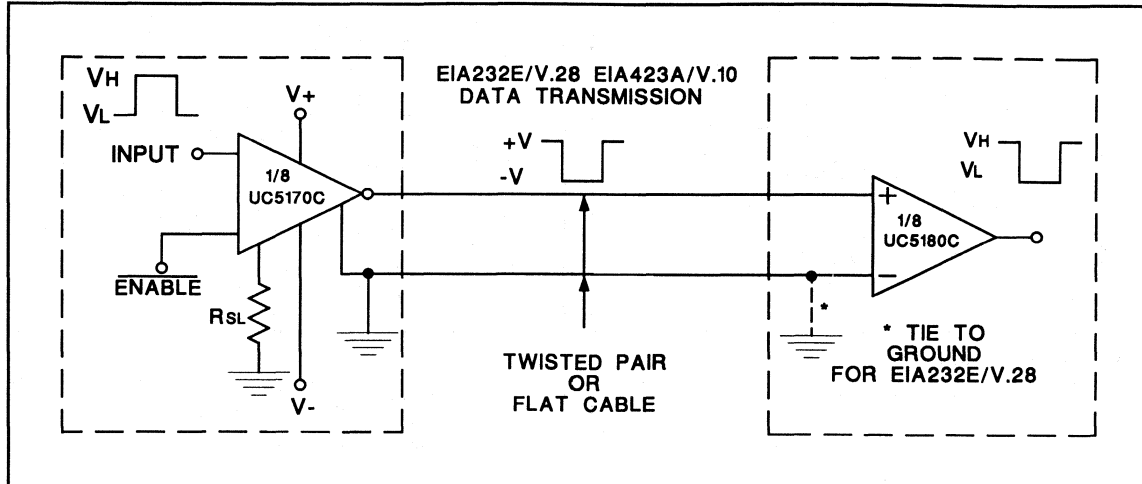 VH
VL
INPUT
V+
1/8
UC5170C
ENABLE
RSL
V-
EIA232E/V.28 EIA423A/V.10
DATA TRANSMISSION
+V
-V
TWISTED PAIR
OR
FLAT CABLE
VH
VL
+
1/8
UC5180C
−
*
* TIE TO
GROUND
FOR EIA232E/V.28